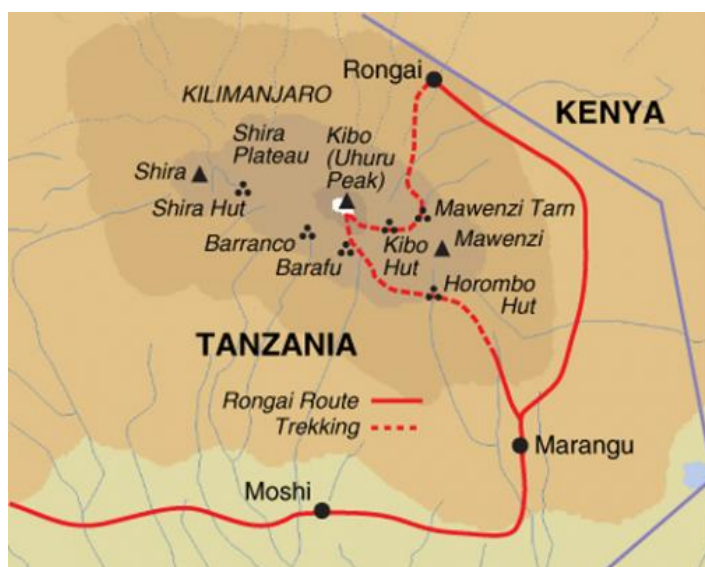 Rongai
KILIMANJARO
KENYA
Shira
Plateau
Kibo
(Uhuru
Peak)
Shira
Shira Hut
Mawenzi Tarn
Barranco
Kibo
Hut
Mawenzi
Barafu
Horombo
Hut
TANZANIA
Rongai Route
Trekking
Marangu
Moshi